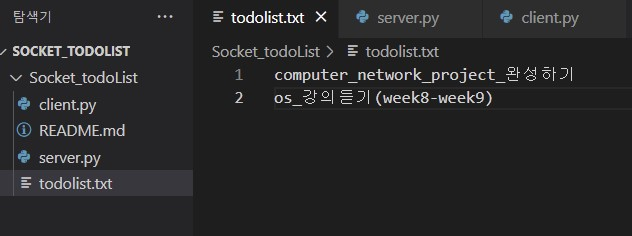 탐색기 ...
todolist.txt × server.py client.py
SOCKET_TODOLIST
Socket_todoList > todolist.txt
Socket_todoList
client.py
README.md
server.py
todolist.txt
1 computer_network_project_완성하기
2 os_강의듣기(week8-week9)